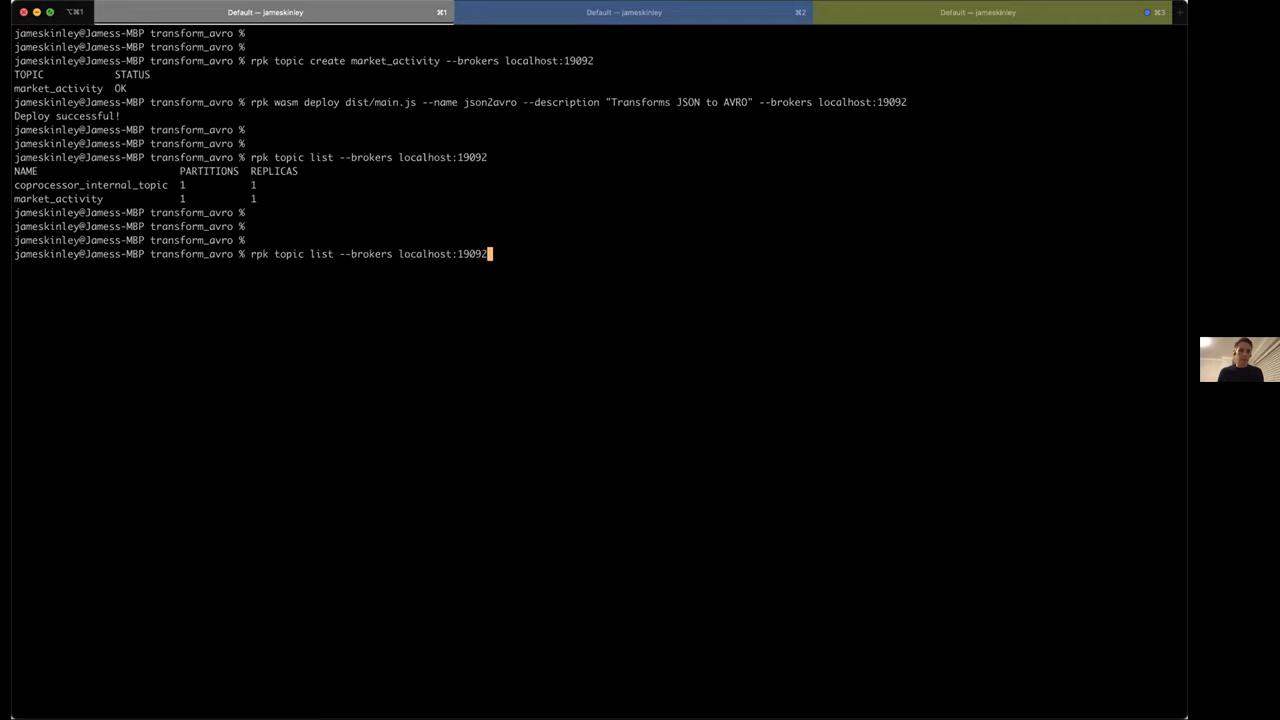 ⌥⌘1 Default — jameskinley ⌘1 Default — jameskinley ⌘2 Default — jameskinley ⌘3 +
jameskinley@Jamess-MBP transform_avro %
jameskinley@Jamess-MBP transform_avro %
jameskinley@Jamess-MBP transform_avro % rpk topic create market_activity --brokers localhost:19092
TOPIC STATUS
market_activity OK
jameskinley@Jamess-MBP transform_avro % rpk wasm deploy dist/main.js --name json2avro --description "Transforms JSON to AVRO" --brokers localhost:19092
Deploy successful!
jameskinley@Jamess-MBP transform_avro %
jameskinley@Jamess-MBP transform_avro %
jameskinley@Jamess-MBP transform_avro % rpk topic list --brokers localhost:19092
NAME PARTITIONS REPLICAS
coprocessor_internal_topic 1 1
market_activity 1 1
jameskinley@Jamess-MBP transform_avro %
jameskinley@Jamess-MBP transform_avro %
jameskinley@Jamess-MBP transform_avro %
jameskinley@Jamess-MBP transform_avro % rpk topic list --brokers localhost:19092